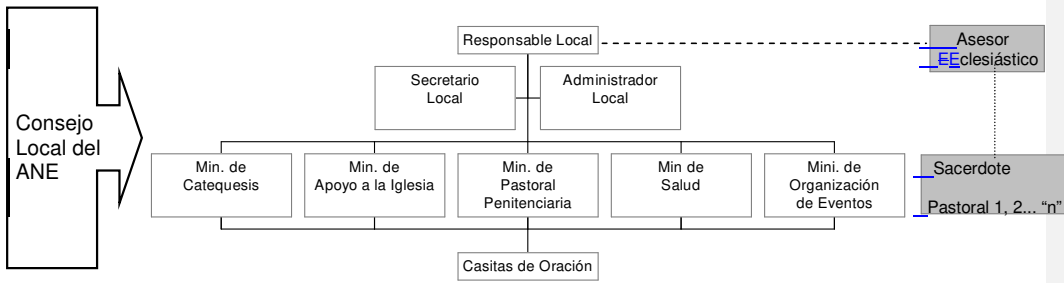 Responsable Local
Asesor
EEclesiástico
Secretario
Local
Administrador
Local
Consejo
Local del
ANE
Min. de
Catequesis
Min. de
Apoyo a la Iglesia
Min. de
Pastoral
Penitenciaria
Min de
Salud
Mini. de
Organización
de Eventos
Sacerdote
Pastoral 1, 2... “n”
Casitas de Oración